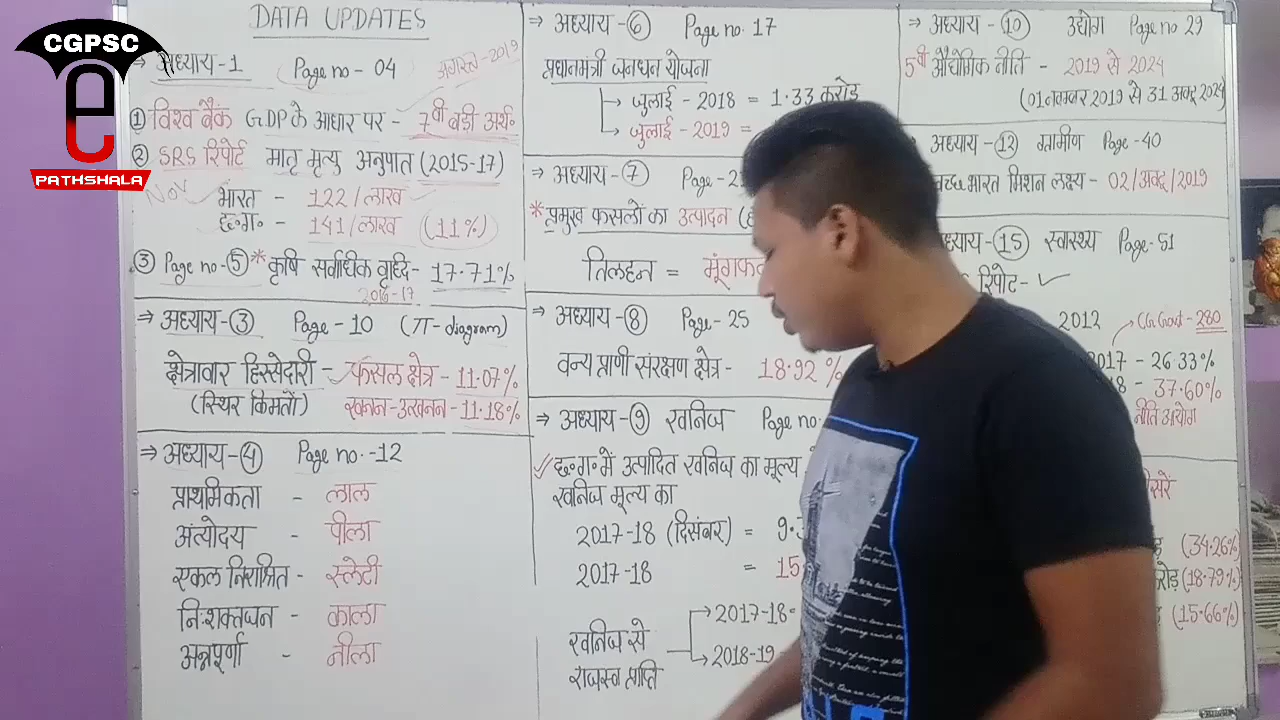 CGPSC
e
PATHSHALA
DATA UPDATES
अध्याय-1 Page no- 04 अगस्त-2019
① विश्व बैंक GDP के आधार पर - 7वी बड़ी अर्थ॰
② SRS रिपोर्ट मातृ मृत्यु अनुपात (2015-17)
Nov भारत - 122/लाख
छ॰ग॰ - 141/लाख (11%)
③ Page no-⑤ * कृषि सर्वाधिक वृद्धि- 17.71%
2016-17
⇒ अध्याय-③ Page-10 (π-diagram)
क्षेत्रावार हिस्सेदारी - फसल क्षेत्र - 11.07%
(स्थिर किमतों) खनन-उत्खनन - 11.18%
⇒ अध्याय-④ Page no.-12
प्राथमिकता - लाल
अंत्योदय - पीला
एकल निराश्रित - स्लेटी
निःशक्तजन - काला
अन्नपूर्णा - नीला
⇒ अध्याय-⑥ Page no. 17
प्रधानमंत्री जनधन योजना
जुलाई - 2018 = 1.33 करोड़
जुलाई - 2019 =
⇒ अध्याय-⑦
*प्रमुख फसलों का उत्पादन
तिलहन =
⇒ अध्याय-⑧ Page-25
वन्य प्राणी संरक्षण क्षेत्र - 18.92 %
⇒ अध्याय-⑨ खनिज Page no-
छ॰ग॰ में उत्पादित खनिज का मूल्य
खनिज मूल्य का
2017-18 (दिसंबर) =
2017-18 =
खनिज से
राजस्व प्राप्ति
2017-18-
2018-19
⇒ अध्याय-⑩ उद्योग Page no 29
5वी औद्योगिक नीति - 2019 से 2024
(01 नवम्बर 2019 से 31 अक्टू 2024)
अध्याय-⑫ ग्रामीण Page-40
भारत मिशन लक्ष्य - 02/अक्टू/2019
⑮ स्वास्थ्य Page-51
रिपोट- ✓
2012 CG Govt - 280
2017 - 26.33%
- 37.60%
नीति आयोग
(34.26%)
(18.79%)
(15.66%)